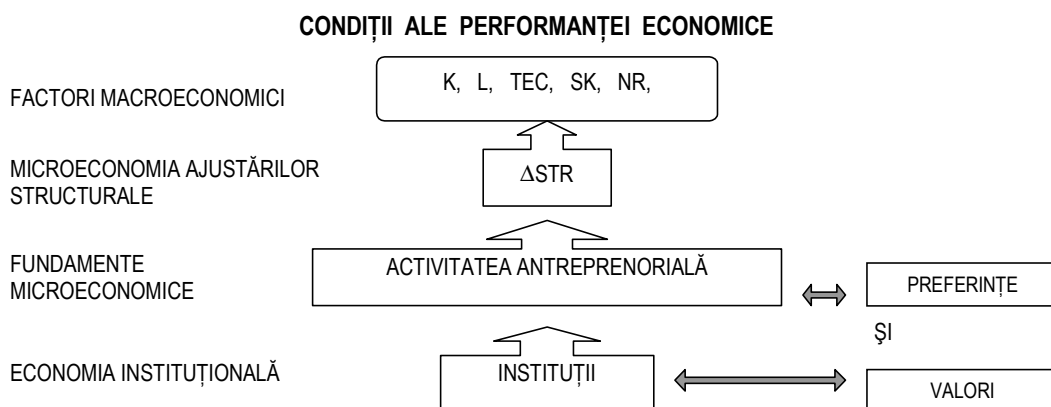 CONDIȚII ALE PERFORMANȚEI ECONOMICE
FACTORI MACROECONOMICI
K, L, TEC, SK, NR,
MICROECONOMIA AJUSTĂRILOR
STRUCTURALE
∆STR
FUNDAMENTE
MICROECONOMICE
ACTIVITATEA ANTREPRENORIALĂ
PREFERINȚE
ŞI
ECONOMIA INSTITUȚIONALĂ
INSTITUȚII
VALORI